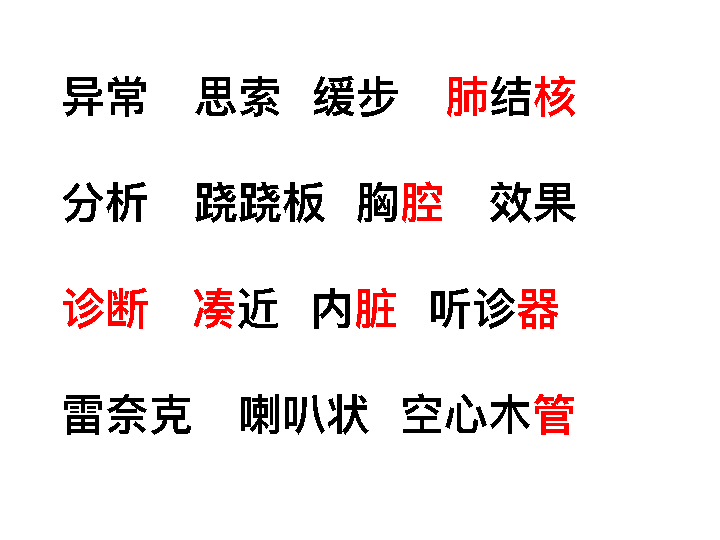 异常 思索 缓步 肺结核
分析 跷跷板 胸腔 效果
诊断 凑近 内脏 听诊器
雷奈克 喇叭状 空心木管